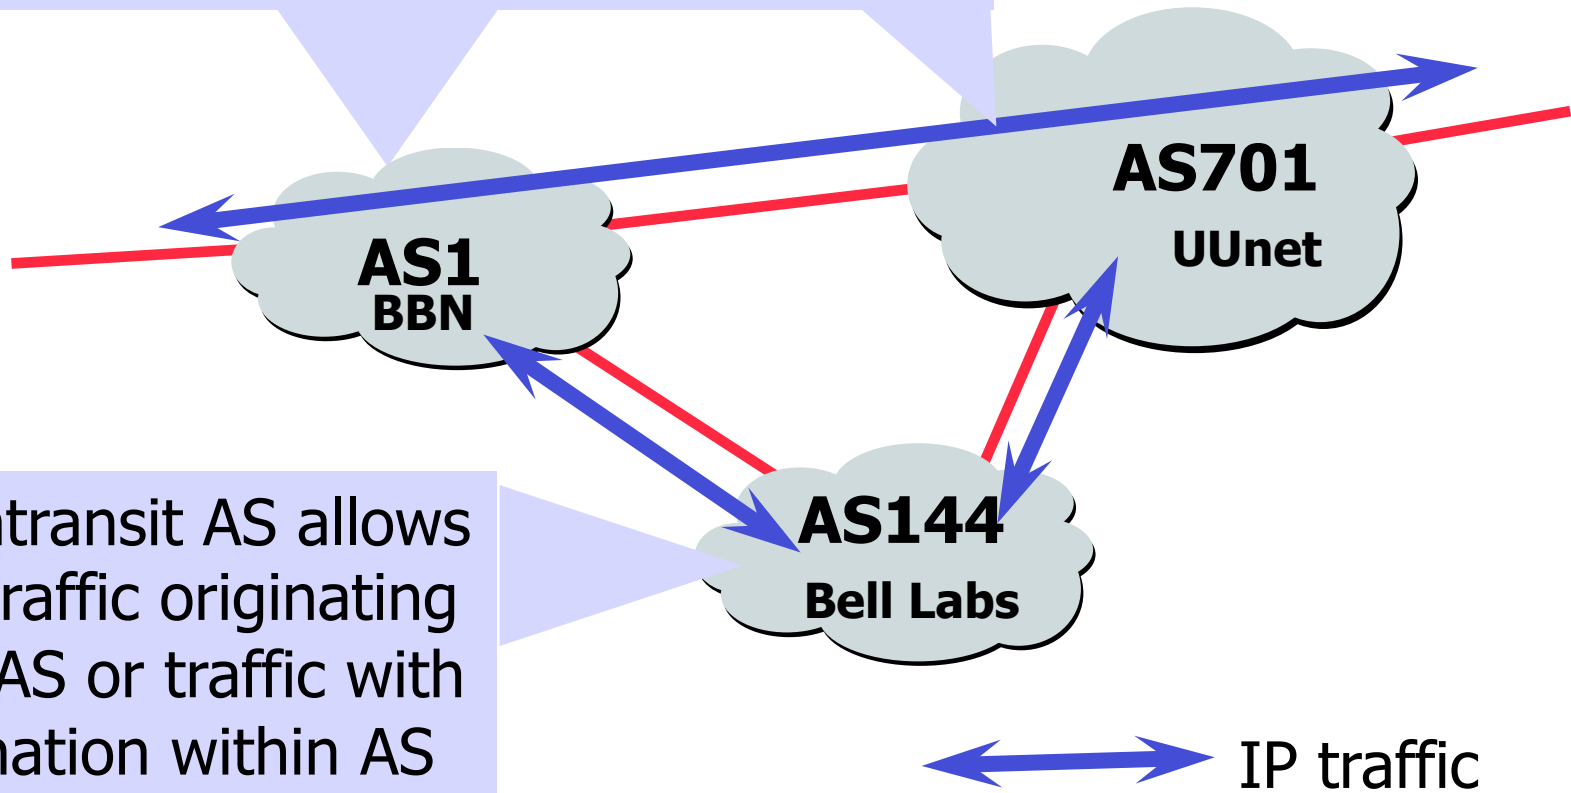 AS701
UUnet
AS1
BBN
AS144
Bell Labs
transit AS allows
raffic originating
AS or traffic with
nation within AS
IP traffic